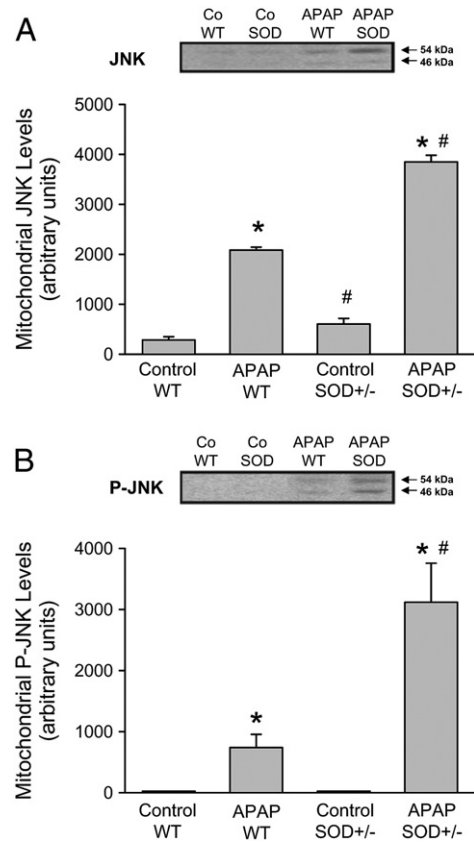 A
Co Co APAP APAP
WT SOD WT SOD
JNK
54 kDa
46 kDa
Mitochondrial JNK Levels
(arbitrary units)
5000
4000
3000
2000
1000
0
*
#
* #
Control APAP Control APAP
WT WT SOD+/- SOD+/-
B
Co Co APAP APAP
WT SOD WT SOD
P-JNK
54 kDa
46 kDa
Mitochondrial P-JNK Levels
(arbitrary units)
4000
3000
2000
1000
0
*
* #
Control APAP Control APAP
WT WT SOD+/- SOD+/-